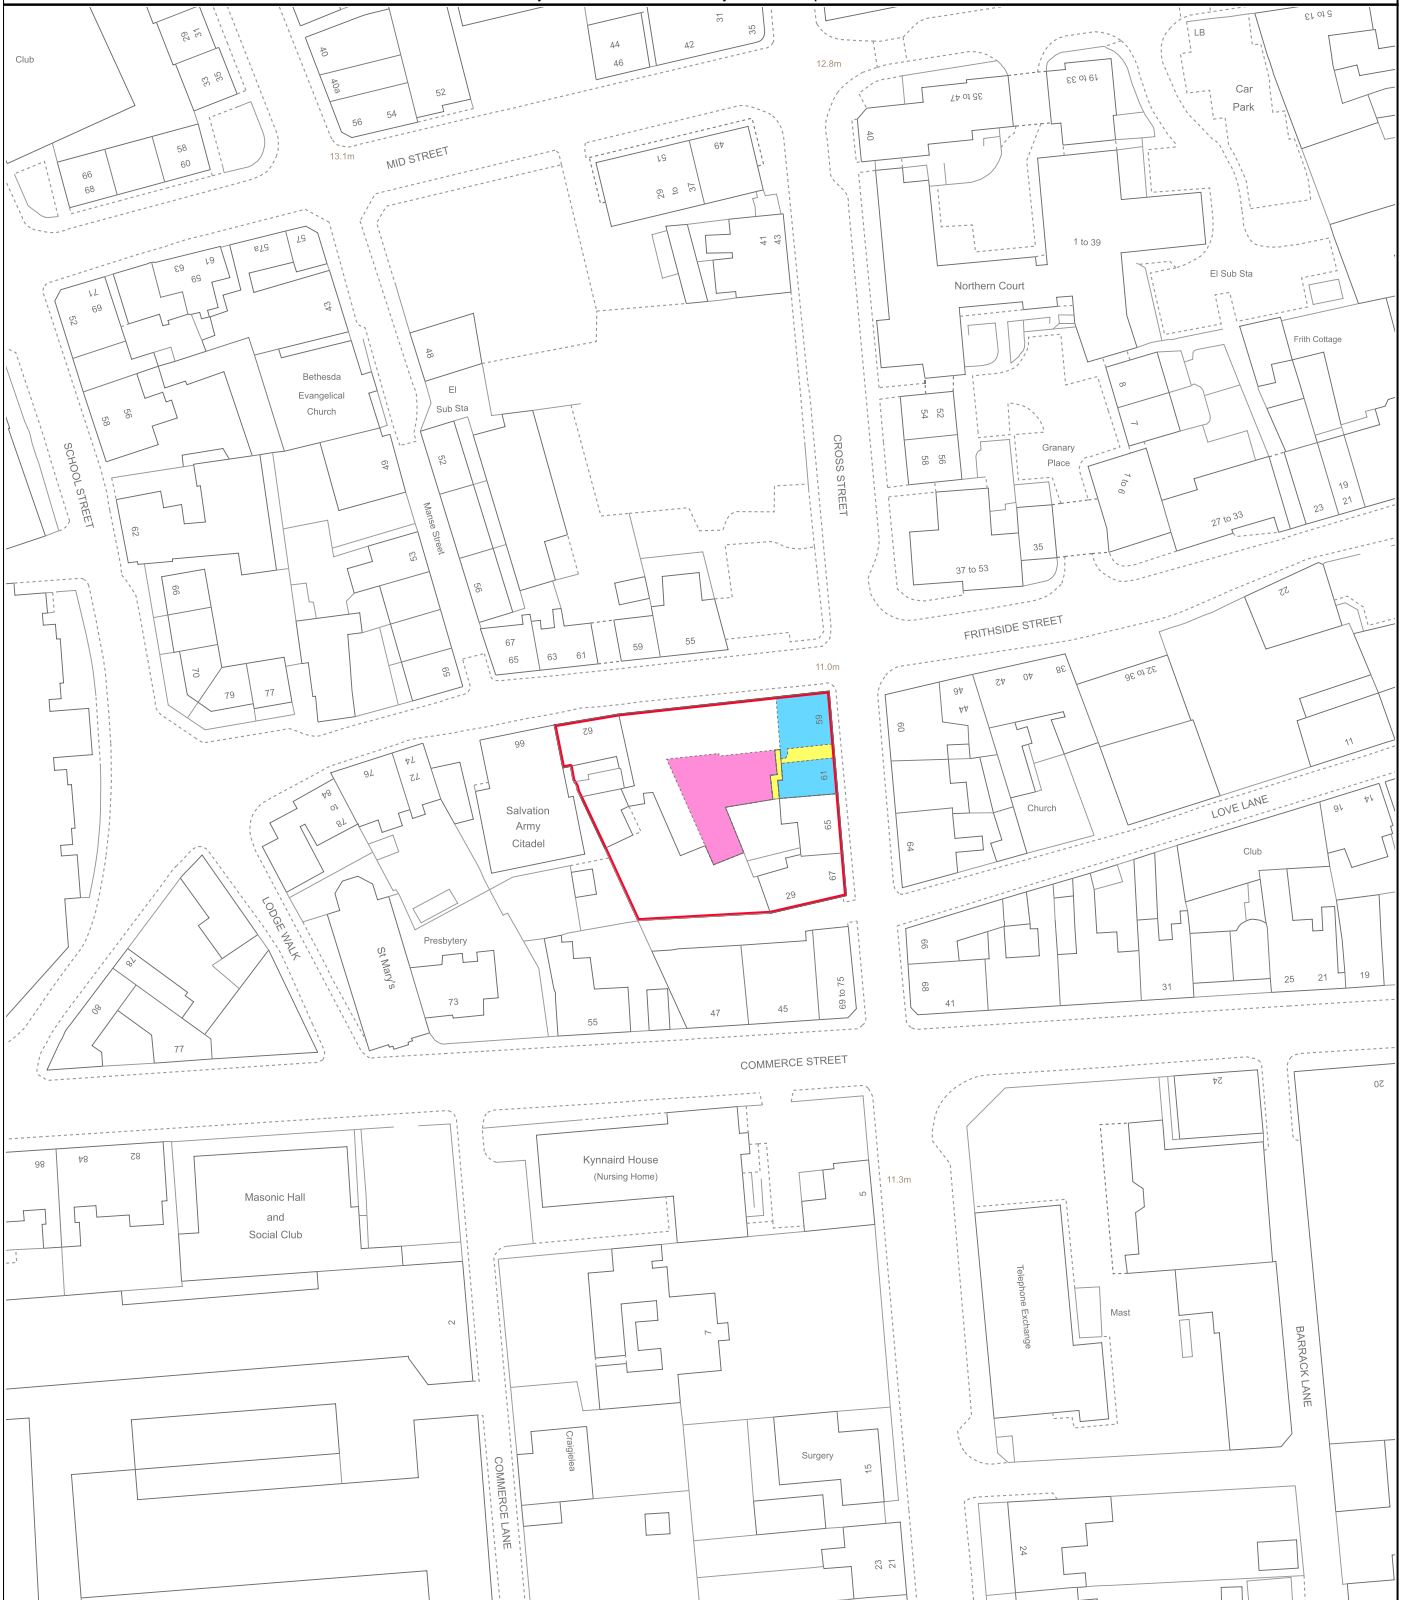 Club
29
31
33
35
40
40a
56
54
52
44
46
42
31
35
12.8m
LB
5 to 13
Car
Park
19 to 33
35 to 47
40
13.1m
MID STREET
58
60
66
68
51
49
29
to
37
41
43
1 to 39
El Sub Sta
Northern Court
57
57a
61
63
59
71
69
52
43
48
Frith Cottage
Bethesda
Evangelical
Church
El
Sub Sta
58
56
54
52
58
56
8
7
Granary
Place
SCHOOL STREET
CROSS STREET
49
52
Manse Street
1 to 6
19
21
23
27 to 33
62
53
35
37 to 53
66
56
22
FRITHSIDE STREET
67
65
63
61
59
55
70
79
77
59
11.0m
46
44
42
40
38
32 to 36
60
11
62
59
66
74
72
76
84
to
78
61
Salvation
Army
Citadel
Church
LOVE LANE
16
14
65
64
Club
67
29
LODGE WALK
Presbytery
St Mary's
73
78
80
77
66
68
41
31
25
21
19
55
47
45
69 to 75
COMMERCE STREET
24
20
86
84
82
Kynnaird House
(Nursing Home)
5
11.3m
Masonic Hall
and
Social Club
2
7
Telephone Exchange
Mast
BARRACK LANE
Craigielea
Surgery
15
COMMERCE LANE
23
21
24